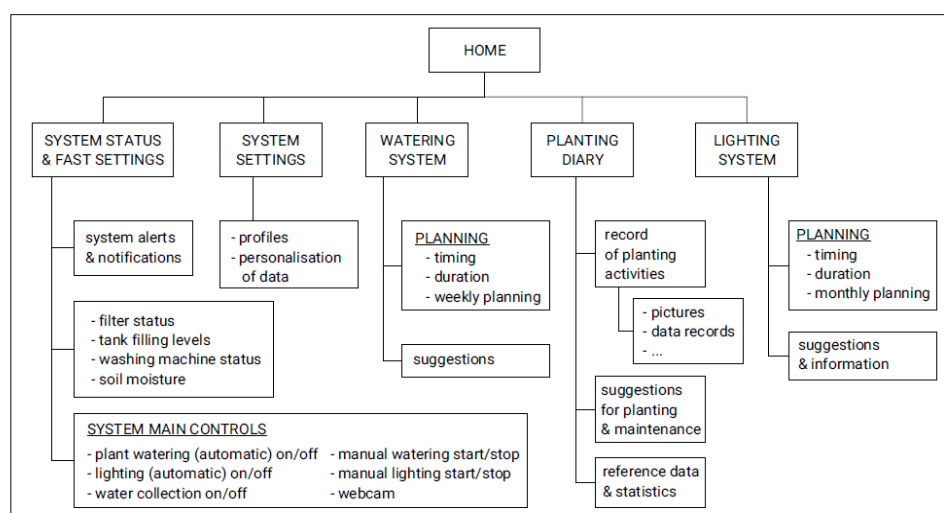 HOME
SYSTEM STATUS
& FAST SETTINGS
system alerts
& notifications
- filter status
- tank filling levels
- washing machine status
- soil moisture
SYSTEM MAIN CONTROLS
- plant watering (automatic) on/off
- lighting (automatic) on/off
- water collection on/off
- manual watering start/stop
- manual lighting start/stop
- webcam
SYSTEM
SETTINGS
- profiles
- personalisation
of data
WATERING
SYSTEM
PLANNING
- timing
- duration
- weekly planning
suggestions
PLANTING
DIARY
record
of planting
activities
- pictures
- data records
- ...
suggestions
for planting
& maintenance
reference data
& statistics
LIGHTING
SYSTEM
PLANNING
- timing
- duration
- monthly planning
suggestions
& information